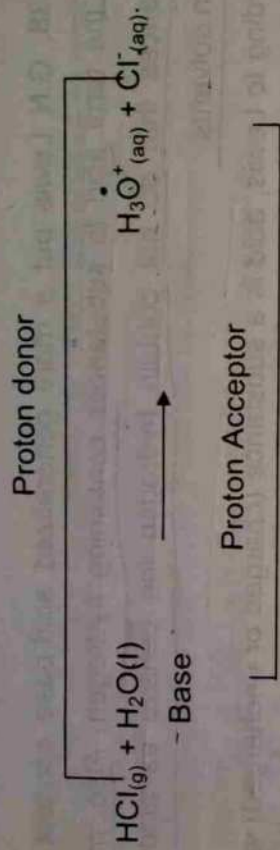 Proton donor
HCl(g) + H₂O(l) → H₃O⁺(aq) + Cl⁻(aq).
Base
Proton Acceptor